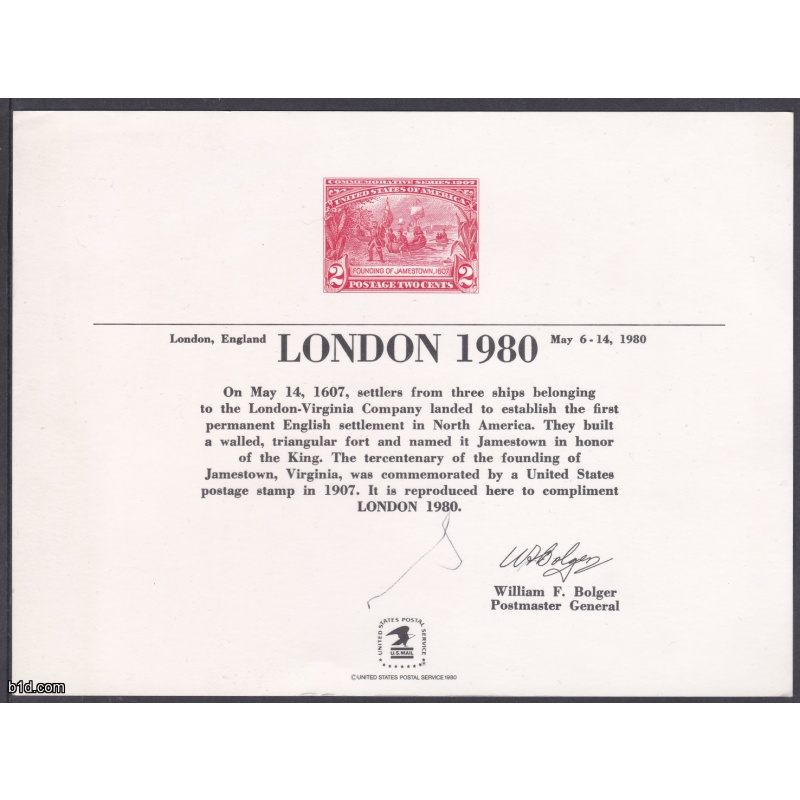 COMMEMORATIVE SERIES 1907
UNITED STATES OF AMERICA
FOUNDING OF JAMESTOWN, 1607
2 2
POSTAGE TWO CENTS
London, England LONDON 1980 May 6 - 14, 1980
On May 14, 1607, settlers from three ships belonging
to the London-Virginia Company landed to establish the first
permanent English settlement in North America. They built
a walled, triangular fort and named it Jamestown in honor
of the King. The tercentenary of the founding of
Jamestown, Virginia, was commemorated by a United States
postage stamp in 1907. It is reproduced here to compliment
LONDON 1980.
WF Bolger
William F. Bolger
Postmaster General
UNITED STATES POSTAL SERVICE
U.S. MAIL
© UNITED STATES POSTAL SERVICE 1980
b1d.com